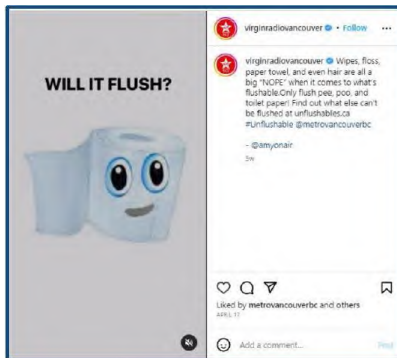 virginradiovancouver • Follow ...
WILL IT FLUSH?
virginradiovancouver Wipes, floss,
paper towel, and even hair are all a
big "NOPE" when it comes to what's
flushable.Only flush pee, poo, and
toilet paper! Find out what else can't
be flushed at unflushables.ca
#Unflushable @metrovancouverbc
- @amyonair
Liked by metrovancouverbc and others
APRIL 17
Add a comment...
Post